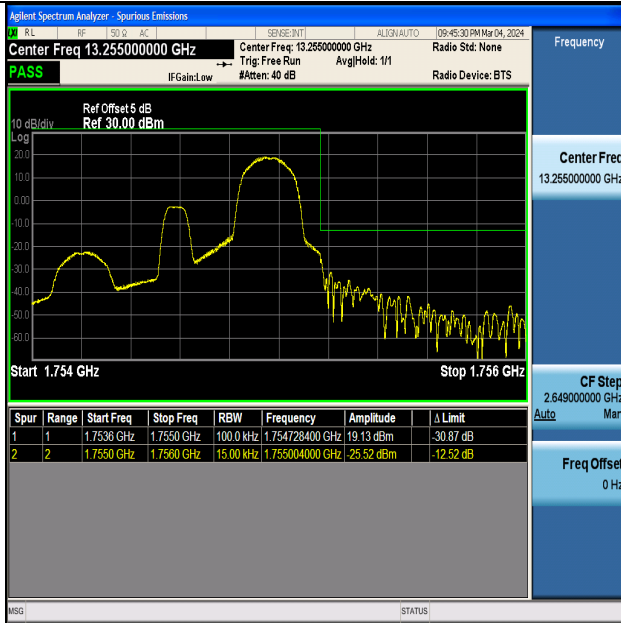 Agilent Spectrum Analyzer - Spurious Emissions
RL RF 50 Ω AC SENSE:INT ALIGN AUTO 09:45:30 PM Mar 04, 2024
Center Freq 13.255000000 GHz
Center Freq: 13.255000000 GHz
Radio Std: None
Trig: Free Run Avg|Hold: 1/1
PASS
IFGain:Low
#Atten: 40 dB
Radio Device: BTS
Ref Offset 5 dB
10 dB/div Ref 30.00 dBm
Log
20.0
10.0
0.00
-10.0
-20.0
-30.0
-40.0
-50.0
-60.0
Start 1.754 GHz Stop 1.756 GHz
Spur Range Start Freq Stop Freq RBW Frequency Amplitude Δ Limit
1 1 1.7536 GHz 1.7550 GHz 100.0 kHz 1.754728400 GHz 19.13 dBm -30.87 dB
2 2 1.7550 GHz 1.7560 GHz 15.00 kHz 1.755004000 GHz -25.52 dBm -12.52 dB
MSG STATUS
Frequency
Center Freq
13.255000000 GHz
CF Step
2.649000000 GHz
Auto Man
Freq Offset
0 Hz